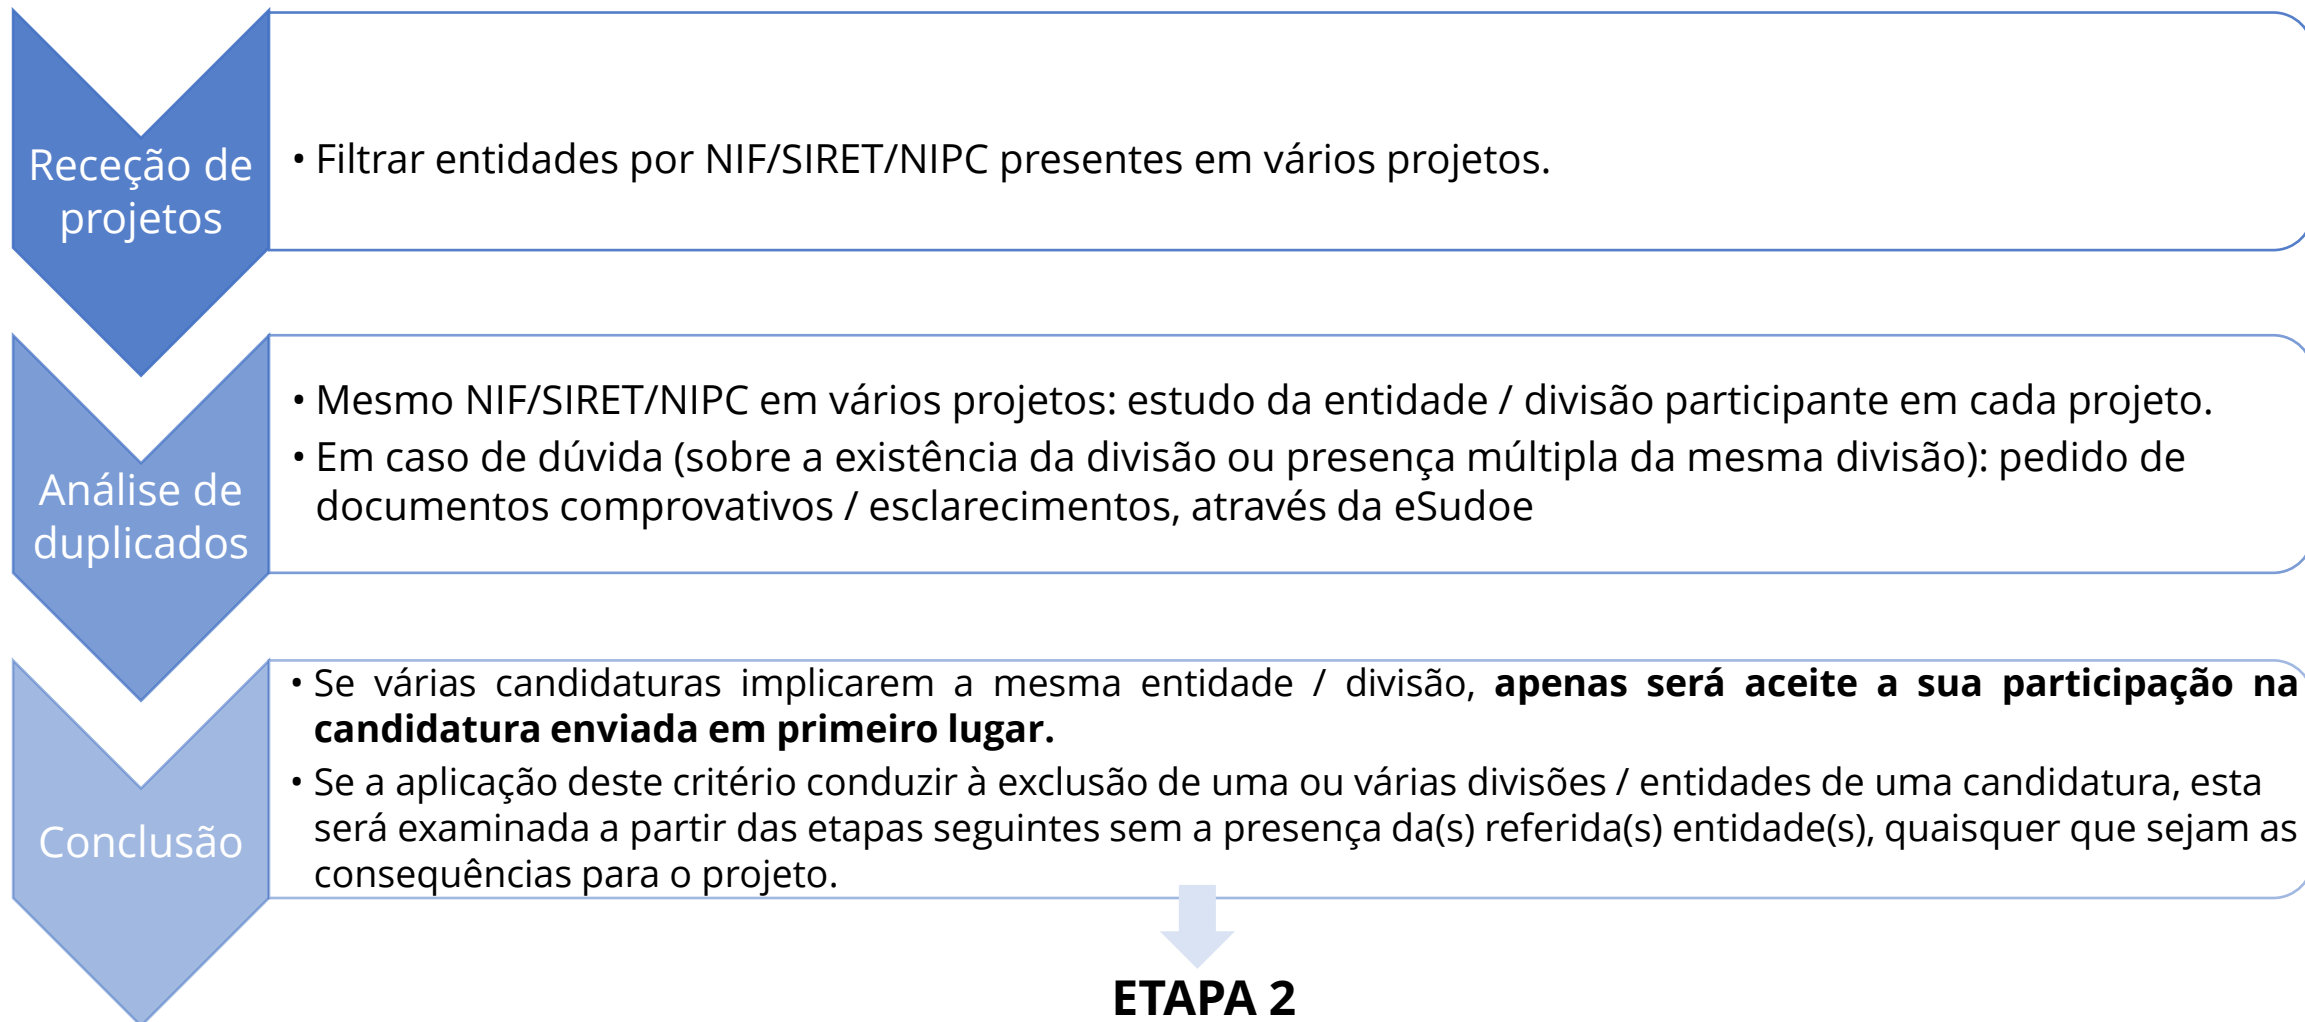 Receção de
projetos
• Filtrar entidades por NIF/SIRET/NIPC presentes em vários projetos.
Análise de
duplicados
• Mesmo NIF/SIRET/NIPC em vários projetos: estudo da entidade / divisão participante em cada projeto.
• Em caso de dúvida (sobre a existência da divisão ou presença múltipla da mesma divisão): pedido de
documentos comprovativos / esclarecimentos, através da eSudoe
Conclusão
• Se várias candidaturas implicarem a mesma entidade / divisão, apenas será aceite a sua participação na
candidatura enviada em primeiro lugar.
• Se a aplicação deste critério conduzir à exclusão de uma ou várias divisões / entidades de uma candidatura, esta
será examinada a partir das etapas seguintes sem a presença da(s) referida(s) entidade(s), quaisquer que sejam as
consequências para o projeto.
ETAPA 2